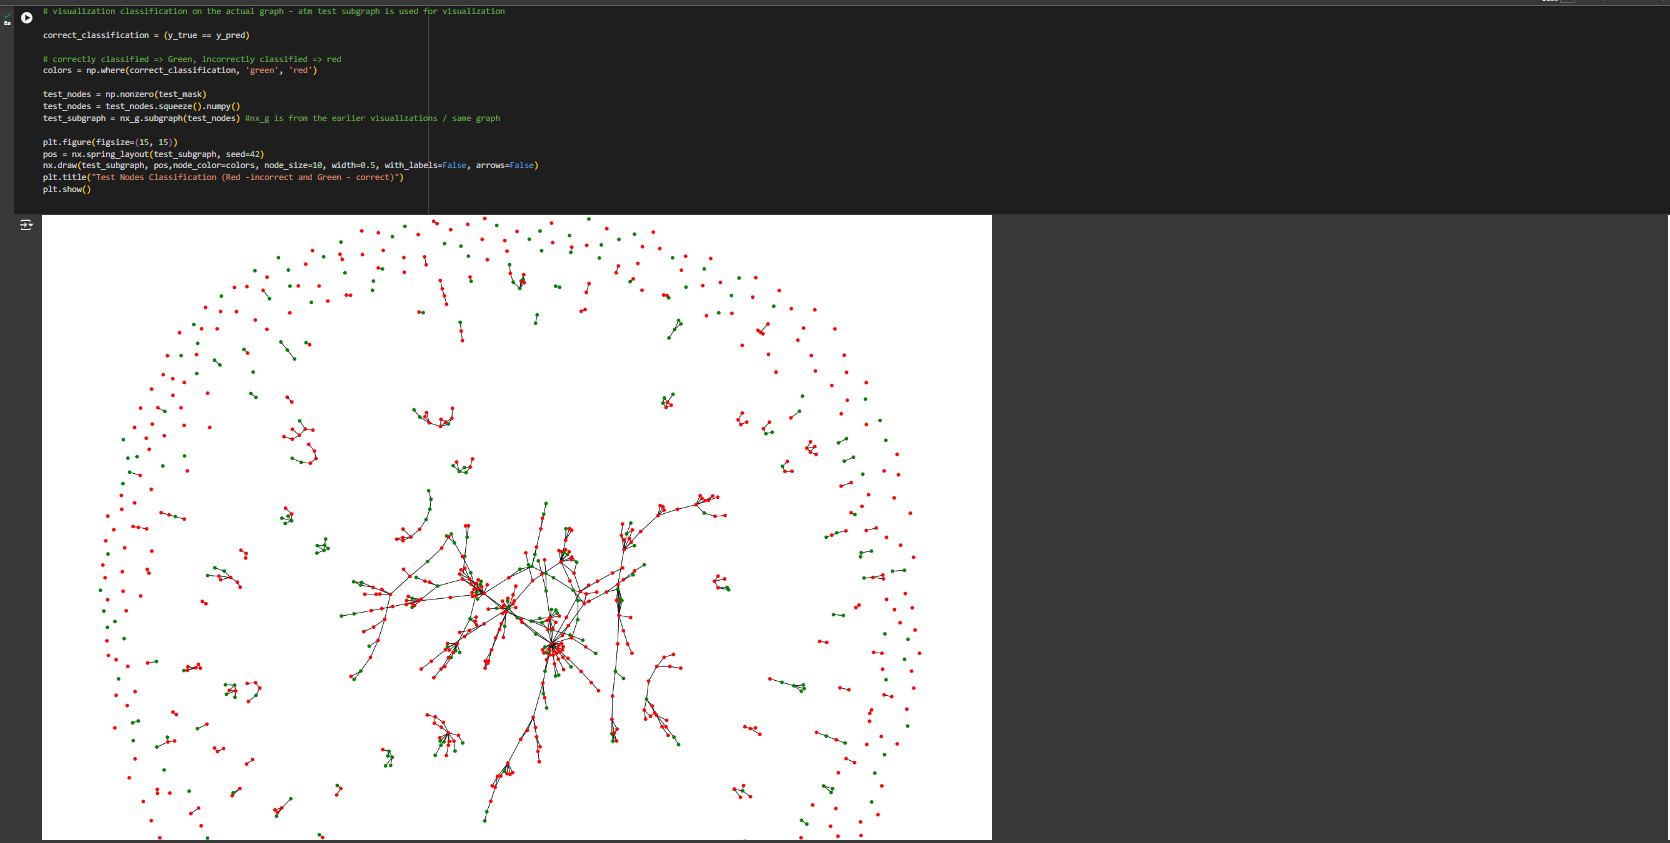 # visualization classification on the actual graph - atm test subgraph is used for visualization
correct_classification = (y_true == y_pred)
# correctly classified => Green, incorrectly classified => red
colors = np.where(correct_classification, 'green', 'red')
test_nodes = np.nonzero(test_mask)
test_nodes = test_nodes.squeeze().numpy()
test_subgraph = nx_g.subgraph(test_nodes) #nx_g is from the earlier visualizations / same graph
plt.figure(figsize=(15, 15))
pos = nx.spring_layout(test_subgraph, seed=42)
nx.draw(test_subgraph, pos,node_color=colors, node_size=10, width=0.5, with_labels=False, arrows=False)
plt.title("Test Nodes Classification (Red -incorrect and Green - correct)")
plt.show()